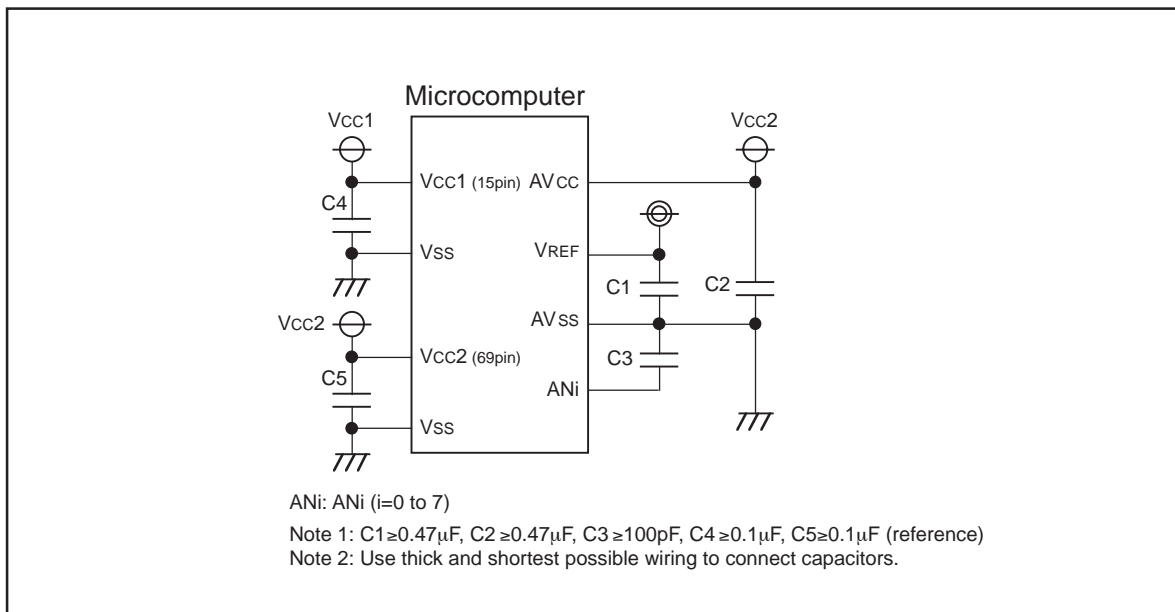 Microcomputer
VCC1
VCC2
VCC1 (15pin)
AVCC
C4
VSS
VREF
C1
C2
AVSS
VCC2
VCC2 (69pin)
C3
C5
ANi
VSS
ANi: ANi (i=0 to 7)
Note 1: C1≥0.47μF, C2≥0.47μF, C3≥100pF, C4≥0.1μF, C5≥0.1μF (reference)
Note 2: Use thick and shortest possible wiring to connect capacitors.